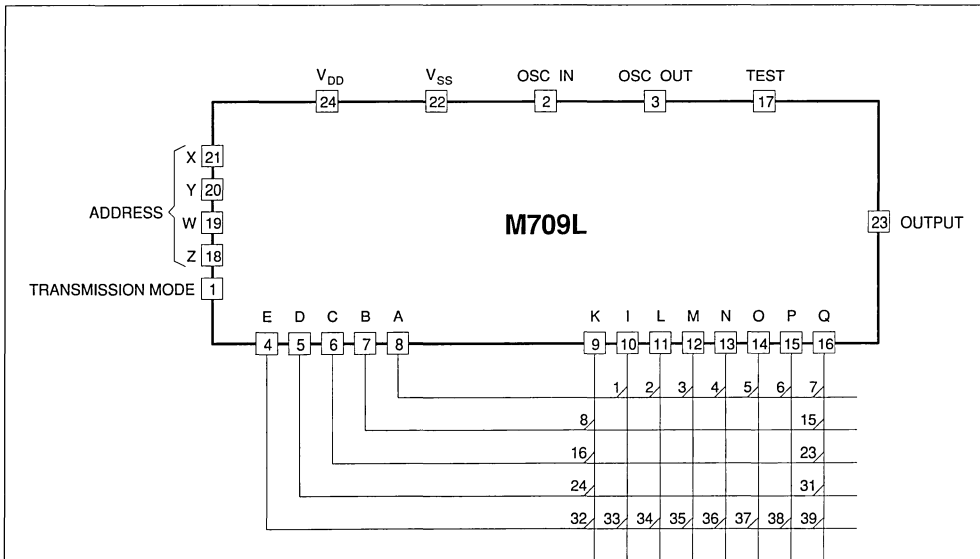 V_DD V_SS OSC IN OSC OUT TEST
24 22 2 3 17
X 21
Y 20
ADDRESS
W 19
Z 18
M709L
23 OUTPUT
TRANSMISSION MODE 1
E D C B A K I L M N O P Q
4 5 6 7 8 9 10 11 12 13 14 15 16
1 2 3 4 5 6 7
8 15
16 23
24 31
32 33 34 35 36 37 38 39